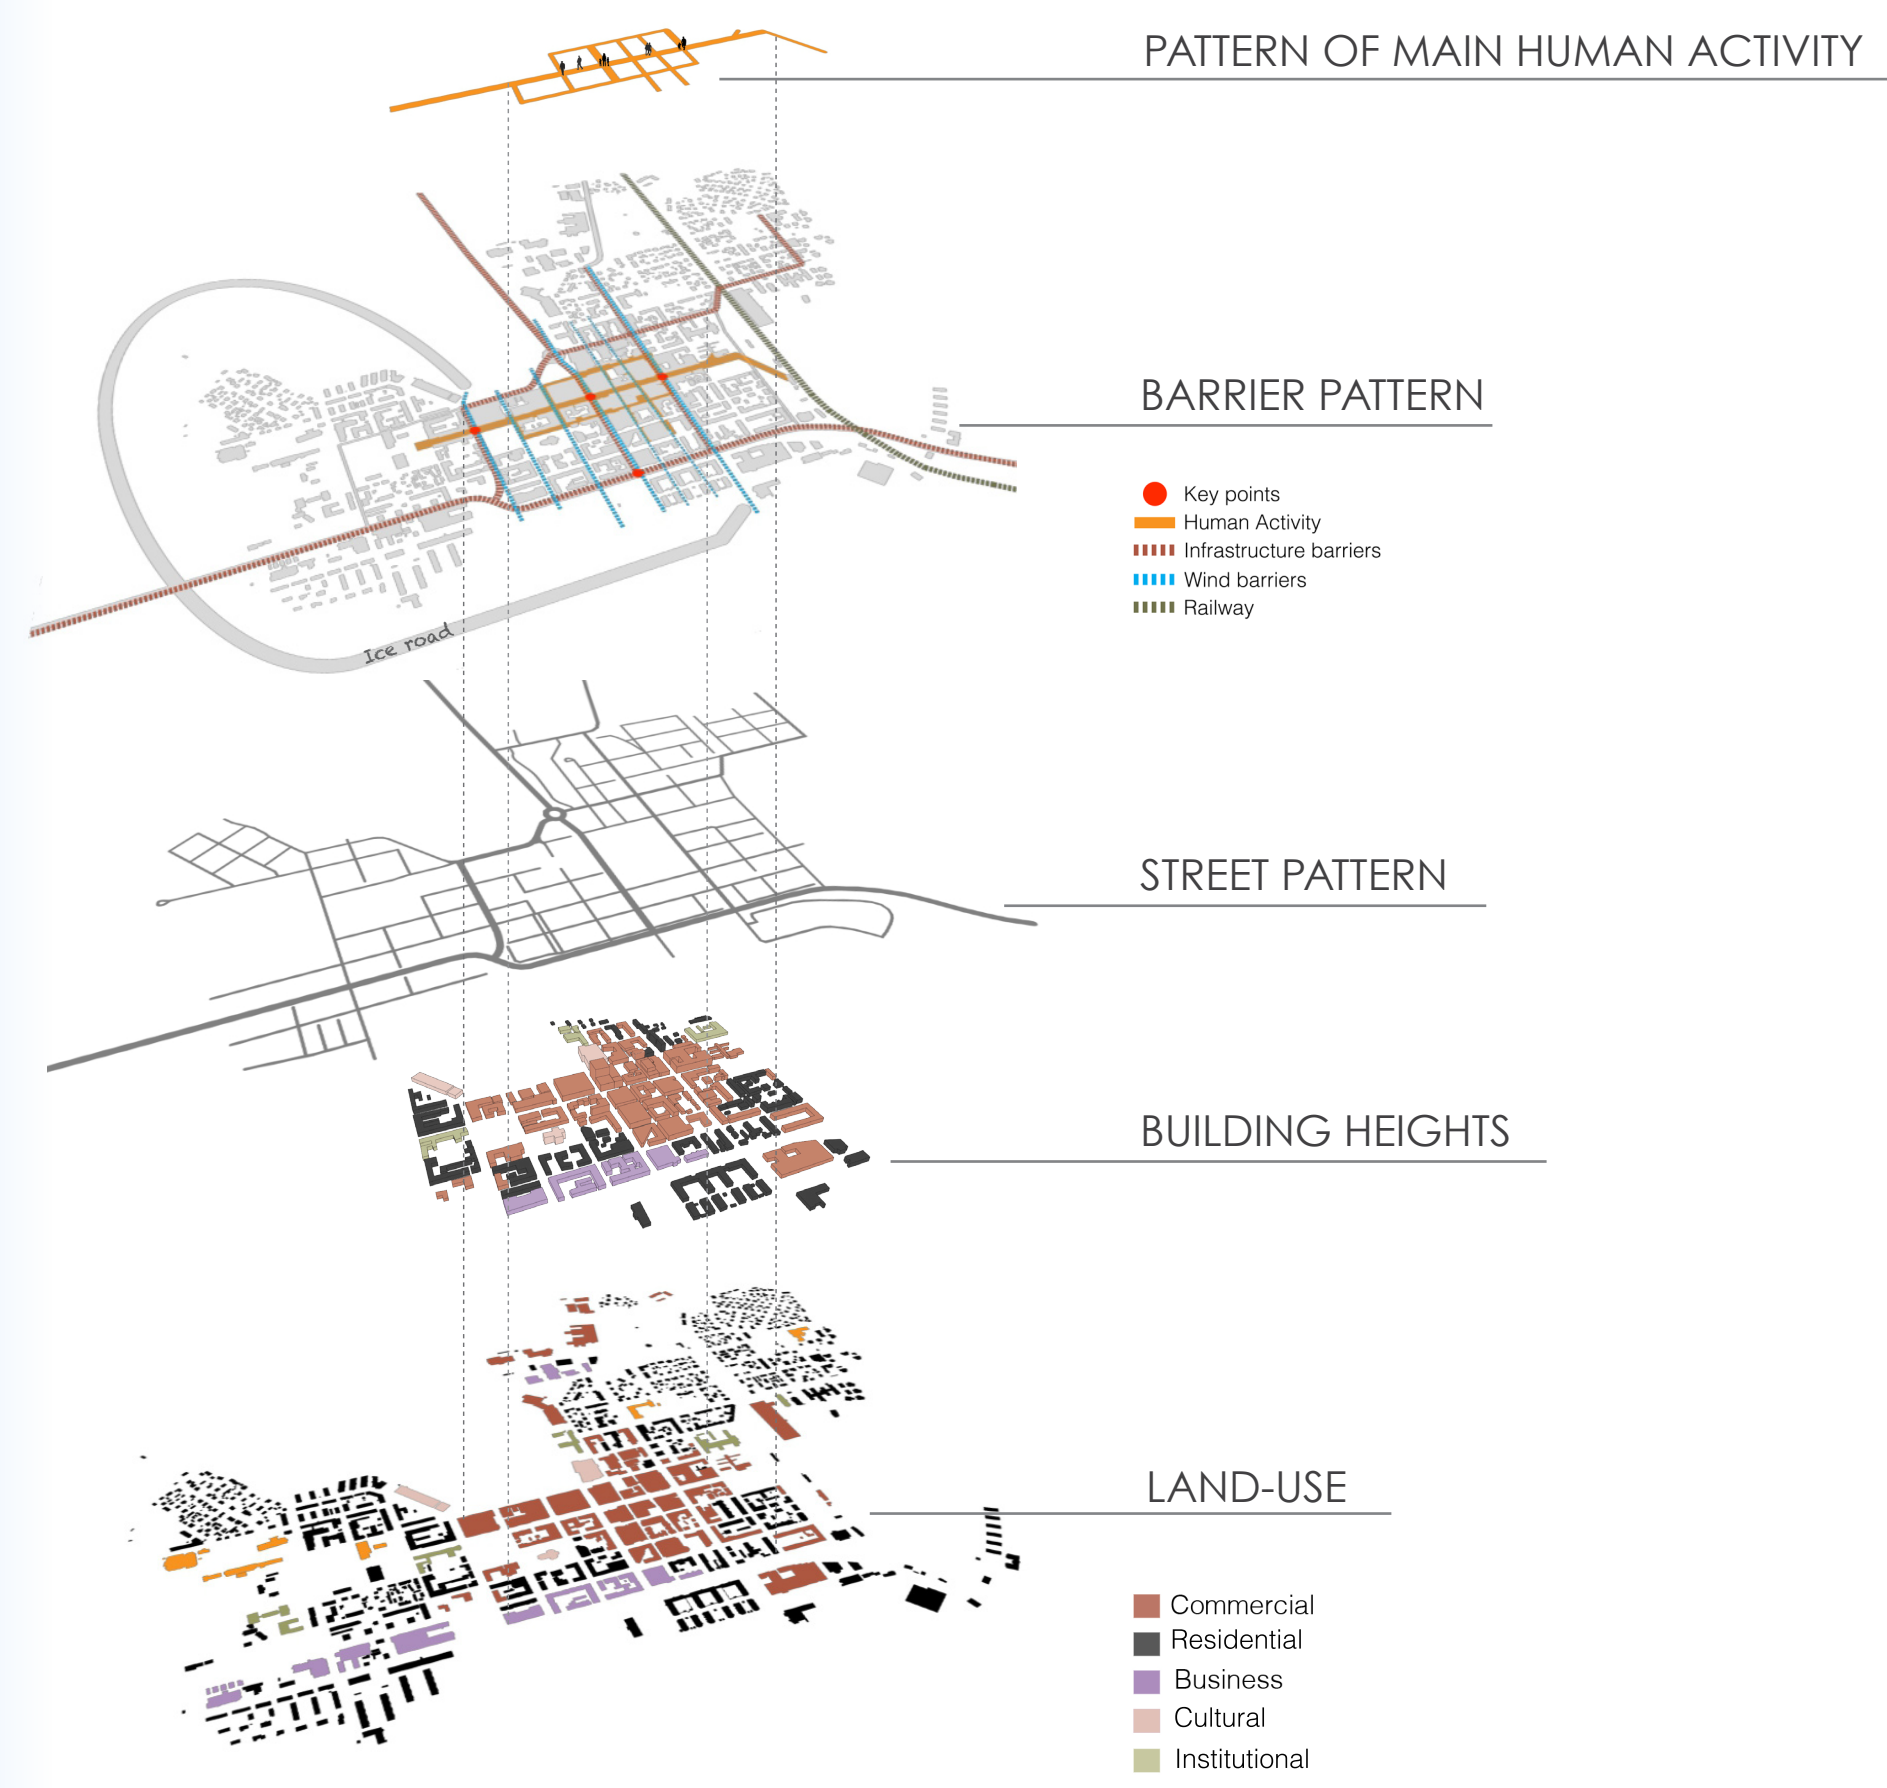 PATTERN OF MAIN HUMAN ACTIVITY
BARRIER PATTERN
Key points
Human Activity
Infrastructure barriers
Wind barriers
Railway
Ice road
STREET PATTERN
BUILDING HEIGHTS
LAND-USE
Commercial
Residential
Business
Cultural
Institutional